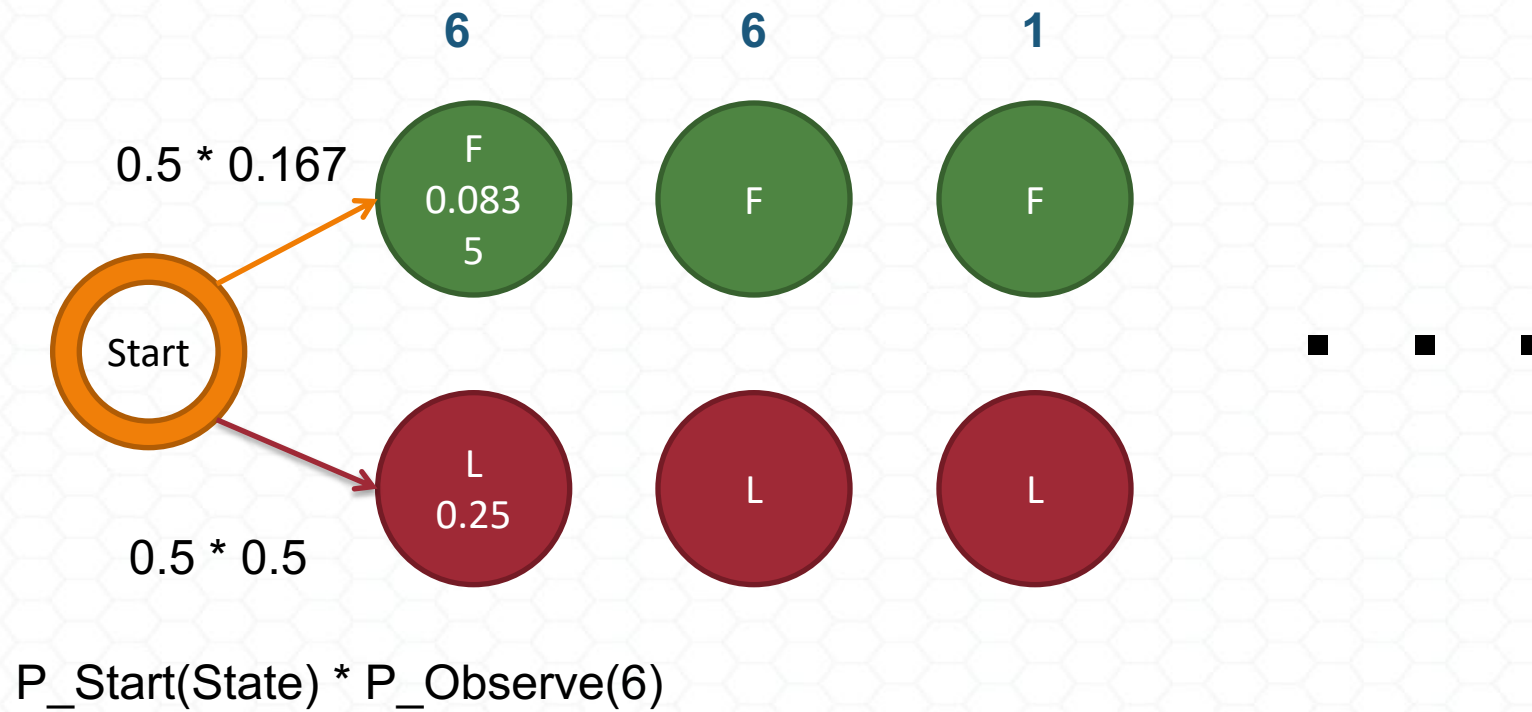 6 6 1
0.5 * 0.167
F
0.083
5
F
F
Start
L
0.25
L
L
0.5 * 0.5
P_Start(State) * P_Observe(6)